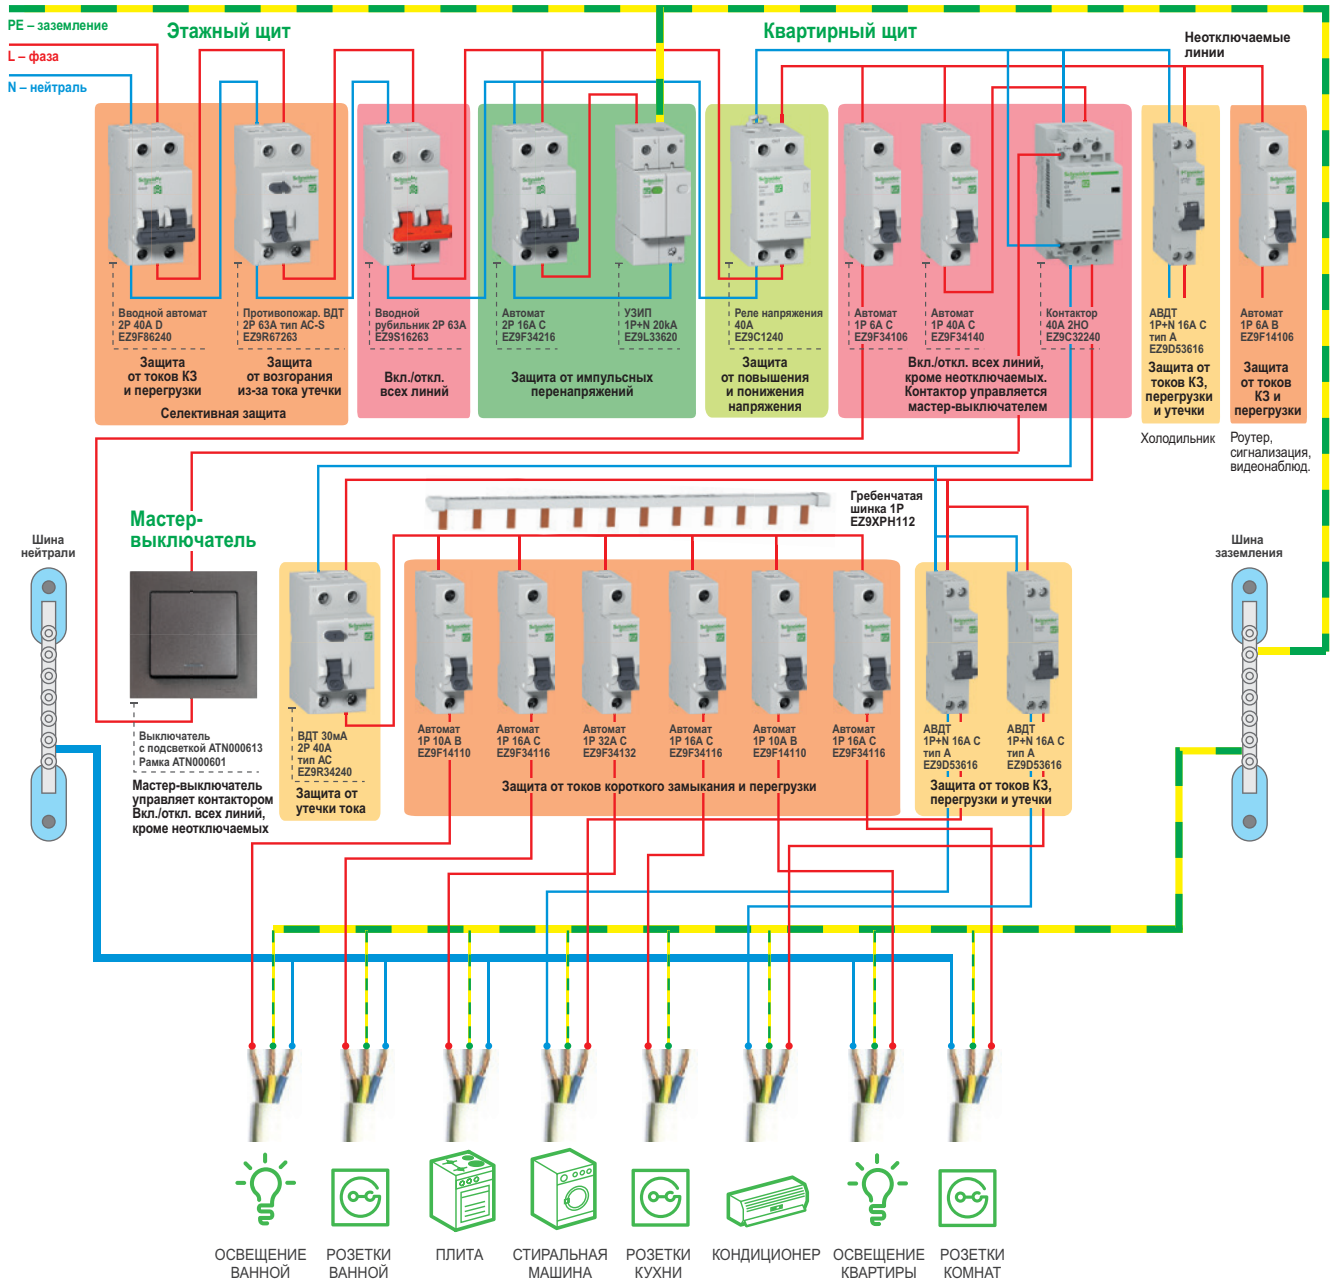 PE – заземление
L – фаза
N – нейтраль
Этажный щит
Квартирный щит
Неотключаемые
линии
Вводной автомат
2P 40A D
EZ9F86240
Противопожар. ВДТ
2P 63A тип AC-S
EZ9R67263
Вводной
рубильник 2P 63A
EZ9S16263
Автомат
2P 16A C
EZ9F34216
УЗИП
1P+N 20kA
EZ9L33620
Реле напряжения
40A
EZ9C1240
Автомат
1P 6A C
EZ9F34106
Автомат
1P 40A C
EZ9F34140
Контактор
40A 2НО
EZ9C32240
АВДТ
1P+N 16A C
тип A
EZ9D53616
Автомат
1P 6A B
EZ9F14106
Защита
от токов КЗ
и перегрузки
Защита
от возгорания
из-за тока утечки
Селективная защита
Вкл./откл.
всех линий
Защита от импульсных
перенапряжений
Защита
от повышения
и понижения
напряжения
Вкл./откл. всех линий,
кроме неотключаемых.
Контактор управляется
мастер-выключателем
Защита от
токов КЗ,
перегрузки
и утечки
Защита
от токов
КЗ и
перегрузки
Холодильник
Роутер,
сигнализация,
видеонаблюд.
Гребенчатая
шинка 1P
EZ9XPH112
Мастер-
выключатель
Шина
нейтрали
Шина
заземления
Выключатель
с подсветкой ATN000613
Рамка ATN000601
Мастер-выключатель
управляет контактором
Вкл./откл. всех линий,
кроме неотключаемых
ВДТ 30мА
2P 40A
тип AC
EZ9R34240
Защита от
утечки тока
Автомат
1P 10A B
EZ9F14110
Автомат
1P 16A C
EZ9F34116
Автомат
1P 32A C
EZ9F34132
Автомат
1P 16A C
EZ9F34116
Автомат
1P 10A B
EZ9F14110
Автомат
1P 16A C
EZ9F34116
Защита от токов короткого замыкания и перегрузки
АВДТ
1P+N 16A C
тип A
EZ9D53616
АВДТ
1P+N 16A C
тип A
EZ9D53616
Защита от токов КЗ,
перегрузки и утечки
ОСВЕЩЕНИЕ
ВАННОЙ
РОЗЕТКИ
ВАННОЙ
ПЛИТА
СТИРАЛЬНАЯ
МАШИНА
РОЗЕТКИ
КУХНИ
КОНДИЦИОНЕР
ОСВЕЩЕНИЕ
КВАРТИРЫ
РОЗЕТКИ
КОМНАТ